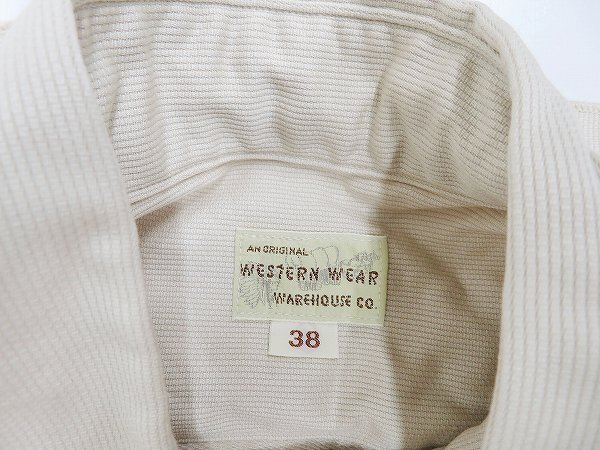 AN ORIGINAL
WESTERN WEAR
WAREHOUSE CO.
38